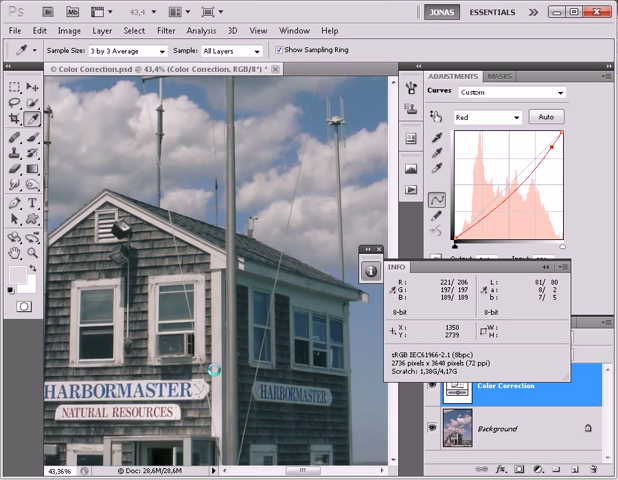 Ps Br Mb 43,4 JONAS ESSENTIALS
File Edit Image Layer Select Filter Analysis 3D View Window Help
Sample Size: 3 by 3 Average Sample: All Layers Show Sampling Ring
© Color Correction.psd @ 43,4% (Color Correction, RGB/8*) *
ADJUSTMENTS MASKS
Curves Custom
Red Auto
INFO
R: 221/ 206 L: 81/ 80
G: 197/ 197 a: 8/ 2
B: 189/ 189 b: 7/ 5
8-bit 8-bit
X: 1350 W:
Y: 2739 H:
sRGB IEC61966-2.1 (8bpc)
2736 pixels x 3648 pixels (72 ppi)
Scratch: 1,38G/4,17G
Color Correction
Background
HARBORMASTER
NATURAL RESOURCES
HARBORMASTER
43,36% Doc: 28,6M/28,6M
fx